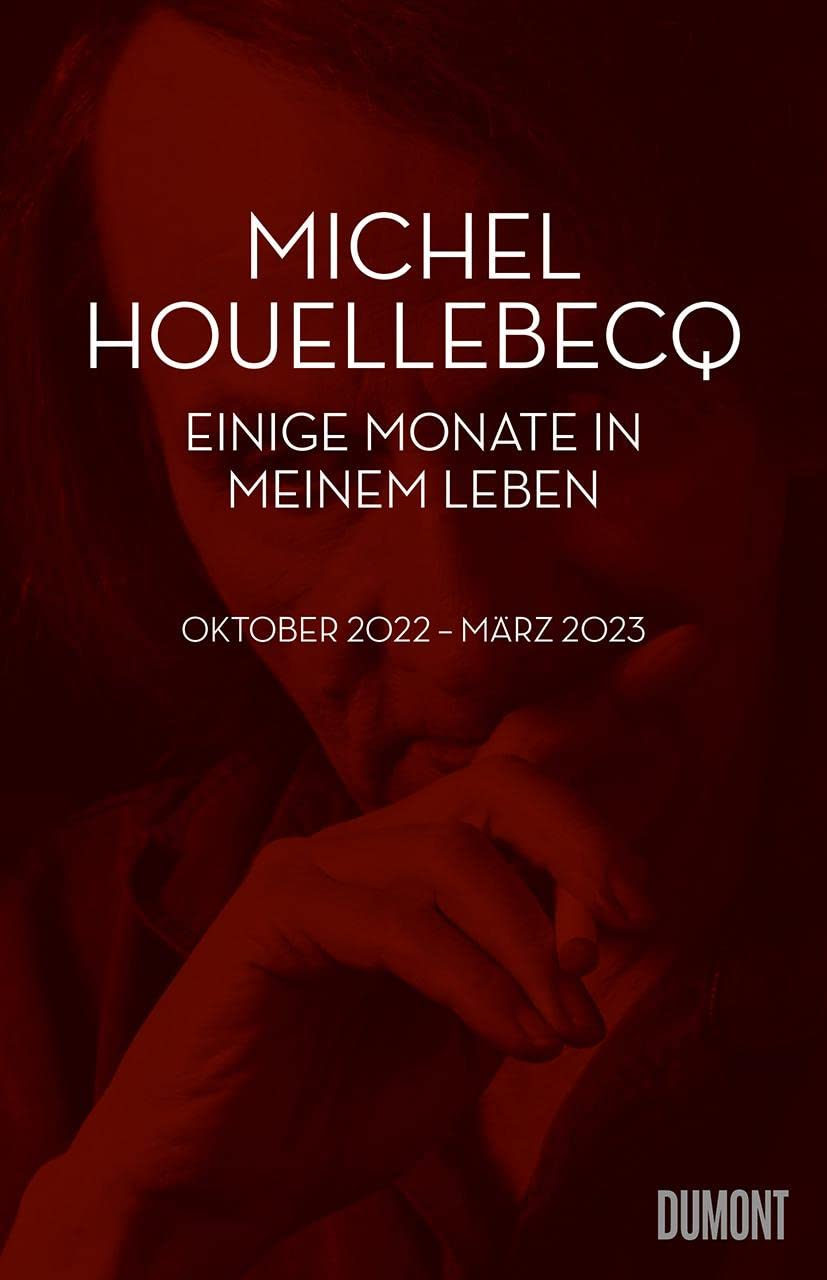 MICHEL
HOUELLEBECQ
EINIGE MONATE IN
MEINEM LEBEN
OKTOBER 2022 – MÄRZ 2023
DUMONT